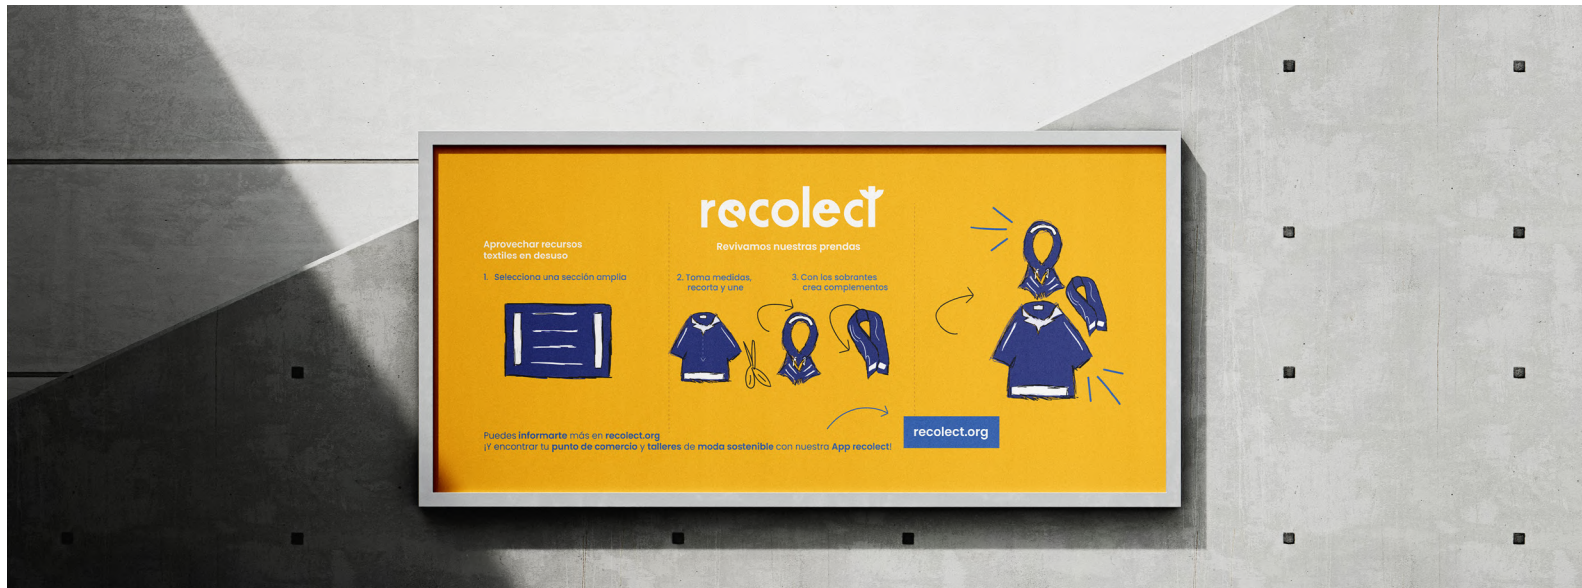 recolect
Revivamos nuestras prendas
Aprovechar recursos
textiles en desuso
1. Selecciona una sección amplia
2. Toma medidas,
recorta y une
3. Con los sobrantes
crea complementos
Puedes informarte más en recolect.org
¡Y encontrar tu punto de comercio y talleres de moda sostenible con nuestra App recolect!
recolect.org